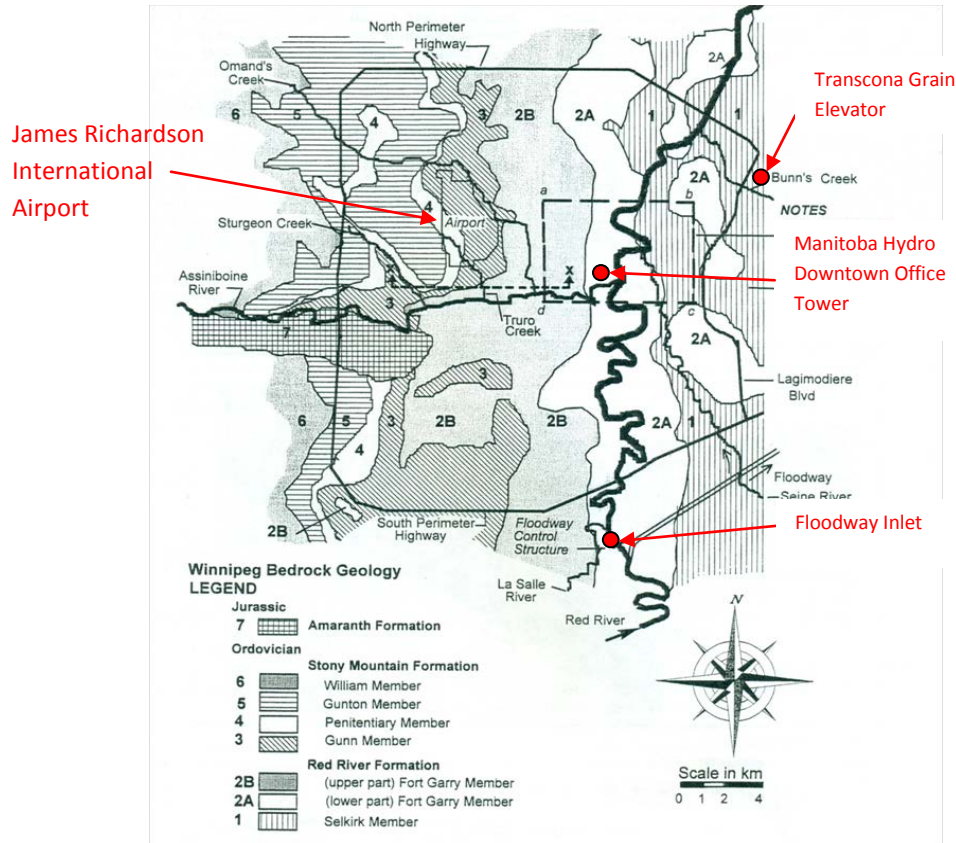 North Perimeter
Highway
Omand's
Creek
2A
Transcona Grain
Elevator
6
5
4
3
2B
2A
1
1
James Richardson
International
Airport
2A
Bunn's Creek
a
b
4
Airport
NOTES
Sturgeon Creek
Manitoba Hydro
Downtown Office
Tower
Assiniboine
River
x
x
3
d
c
Truro
Creek
7
2A
3
Lagimodiere
Blvd
6
5
3
2B
2B
2A
1
4
Floodway
Seine River
2B
South Perimeter
Highway
Floodway
Control
Structure
Floodway Inlet
La Salle
River
Red River
Winnipeg Bedrock Geology
LEGEND
Jurassic
7 Amaranth Formation
Ordovician
Stony Mountain Formation
6 William Member
5 Gunton Member
4 Penitentiary Member
3 Gunn Member
Red River Formation
2B (upper part) Fort Garry Member
2A (lower part) Fort Garry Member
1 Selkirk Member
N
Scale in km
0 1 2 4